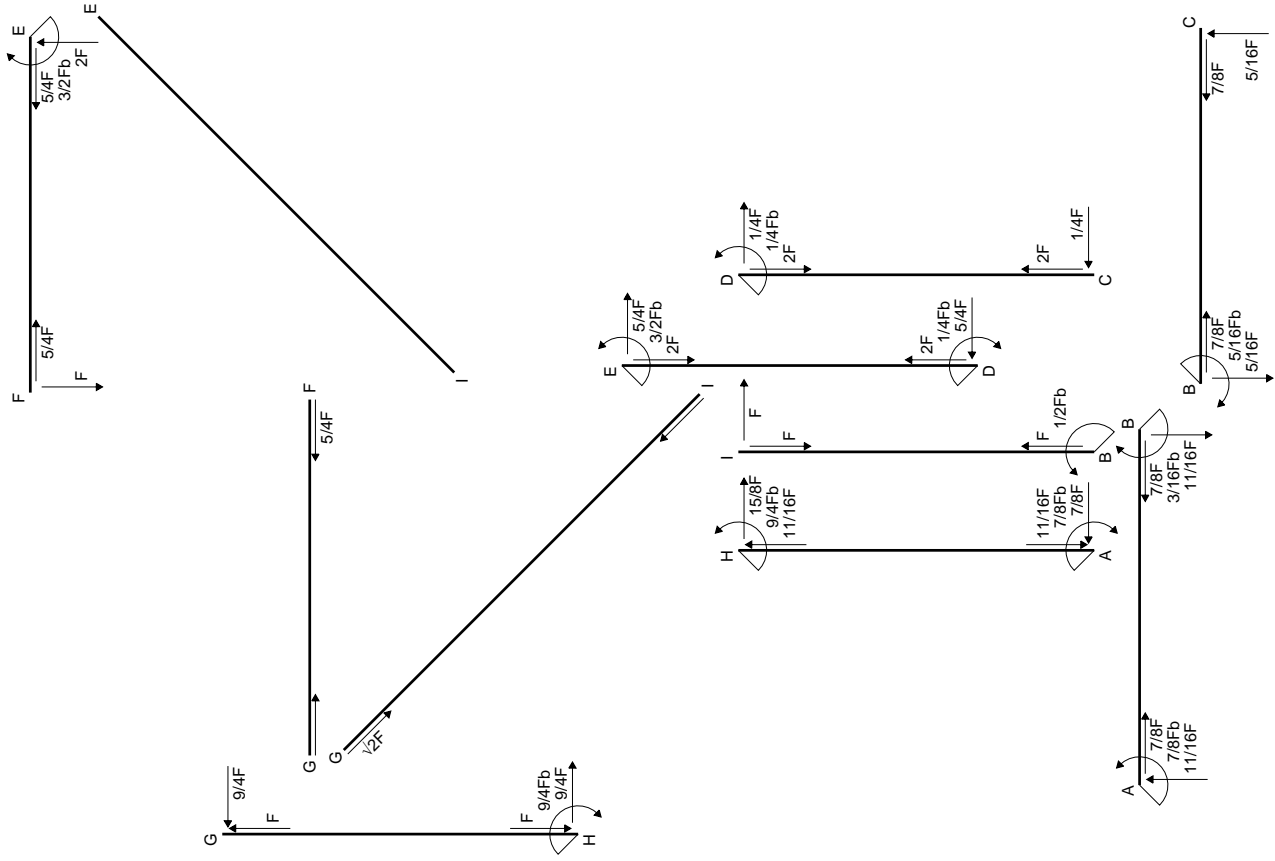 F
E
5/4F
F
5/4F
3/2Fb
2F
E
I
G
F
5/4F
G
√2F
I
G
9/4F
F
F
9/4Fb
9/4F
H
E
5/4F
3/2Fb
2F
2F
1/4Fb
5/4F
D
D
1/4F
1/4Fb
2F
2F
1/4F
C
I
F
F
F
1/2Fb
B
H
15/8F
9/4Fb
11/16F
11/16F
7/8Fb
7/8F
A
A
7/8F
7/8Fb
11/16F
B
7/8F
3/16Fb
11/16F
B
7/8F
5/16Fb
5/16F
C
7/8F
5/16F